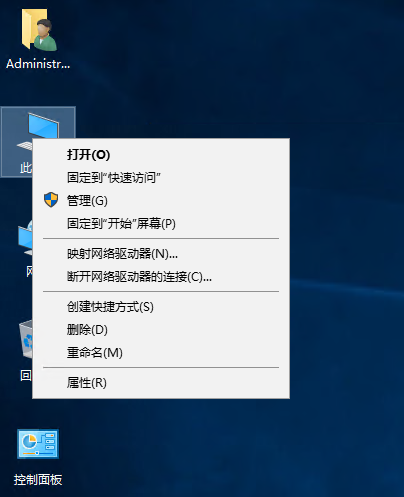 Administr...
此
打开(O)
固定到“快速访问”
管理(G)
固定到“开始”屏幕(P)
映射网络驱动器(N)...
断开网络驱动器的连接(C)...
创建快捷方式(S)
删除(D)
重命名(M)
回
属性(R)
控制面板